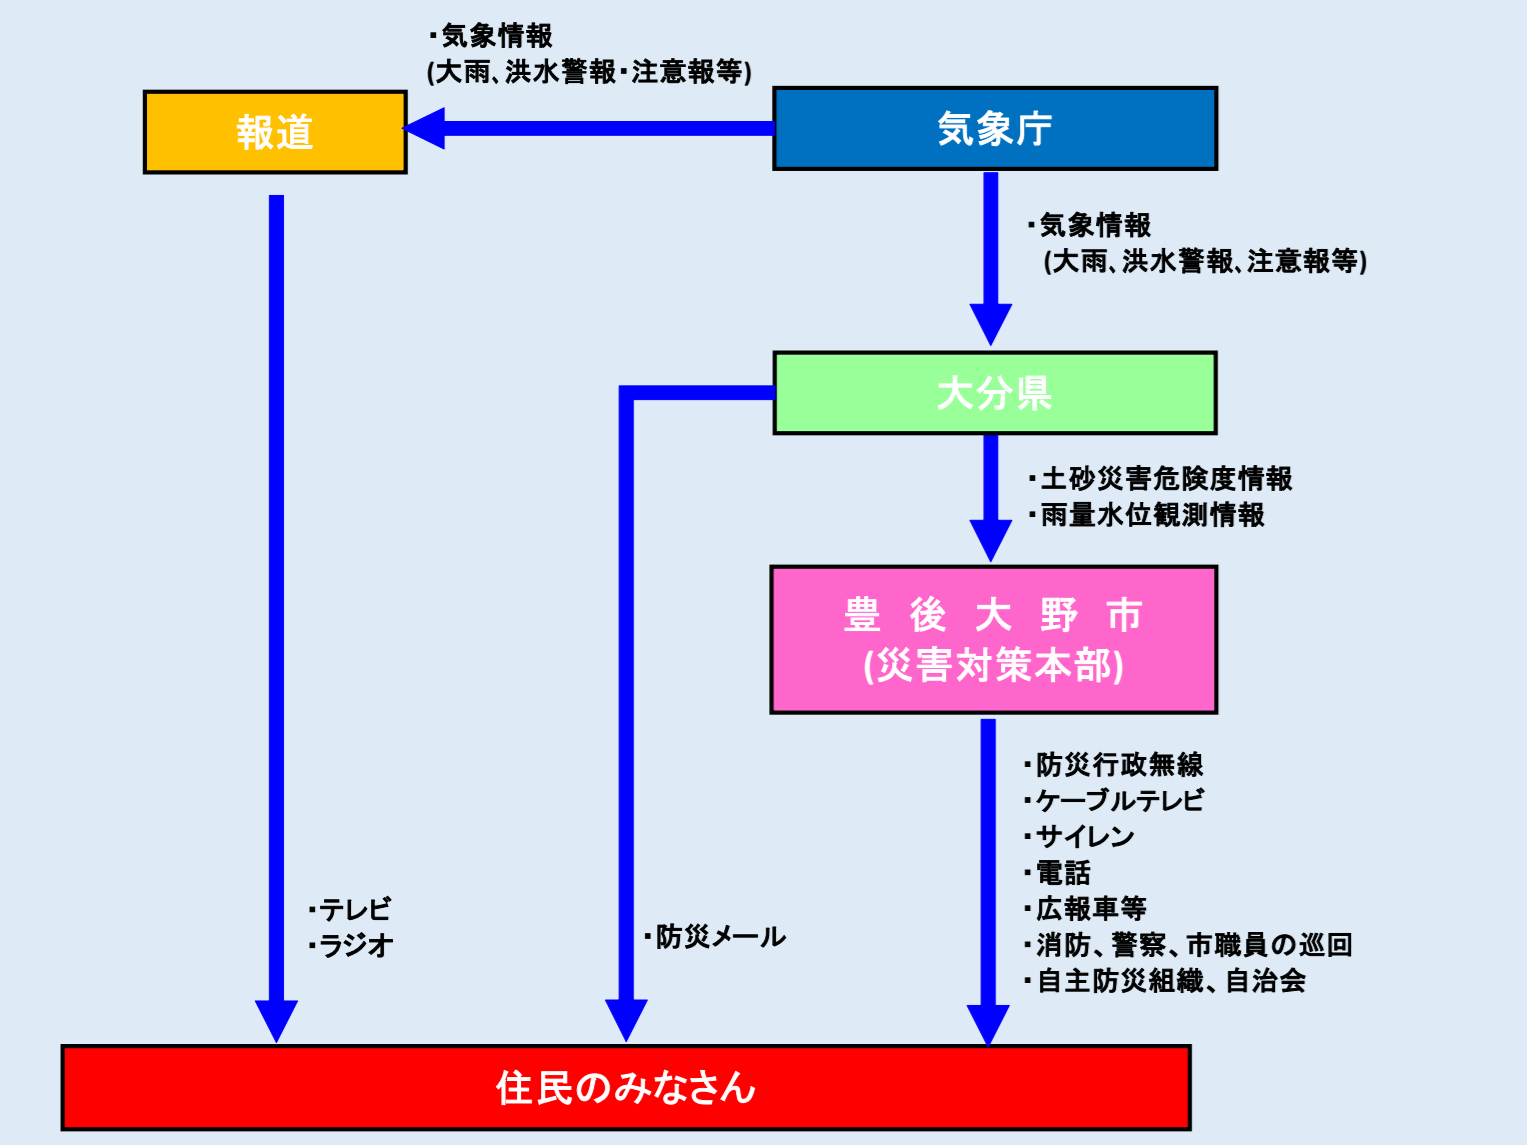 ・気象情報
(大雨、洪水警報・注意報等)
報道
気象庁
・気象情報
(大雨、洪水警報、注意報等)
大分県
・土砂災害危険度情報
・雨量水位観測情報
豊　後　大　野　市
(災害対策本部)
・防災行政無線
・ケーブルテレビ
・サイレン
・電話
・広報車等
・消防、警察、市職員の巡回
・自主防災組織、自治会
・テレビ
・ラジオ
・防災メール
住民のみなさん